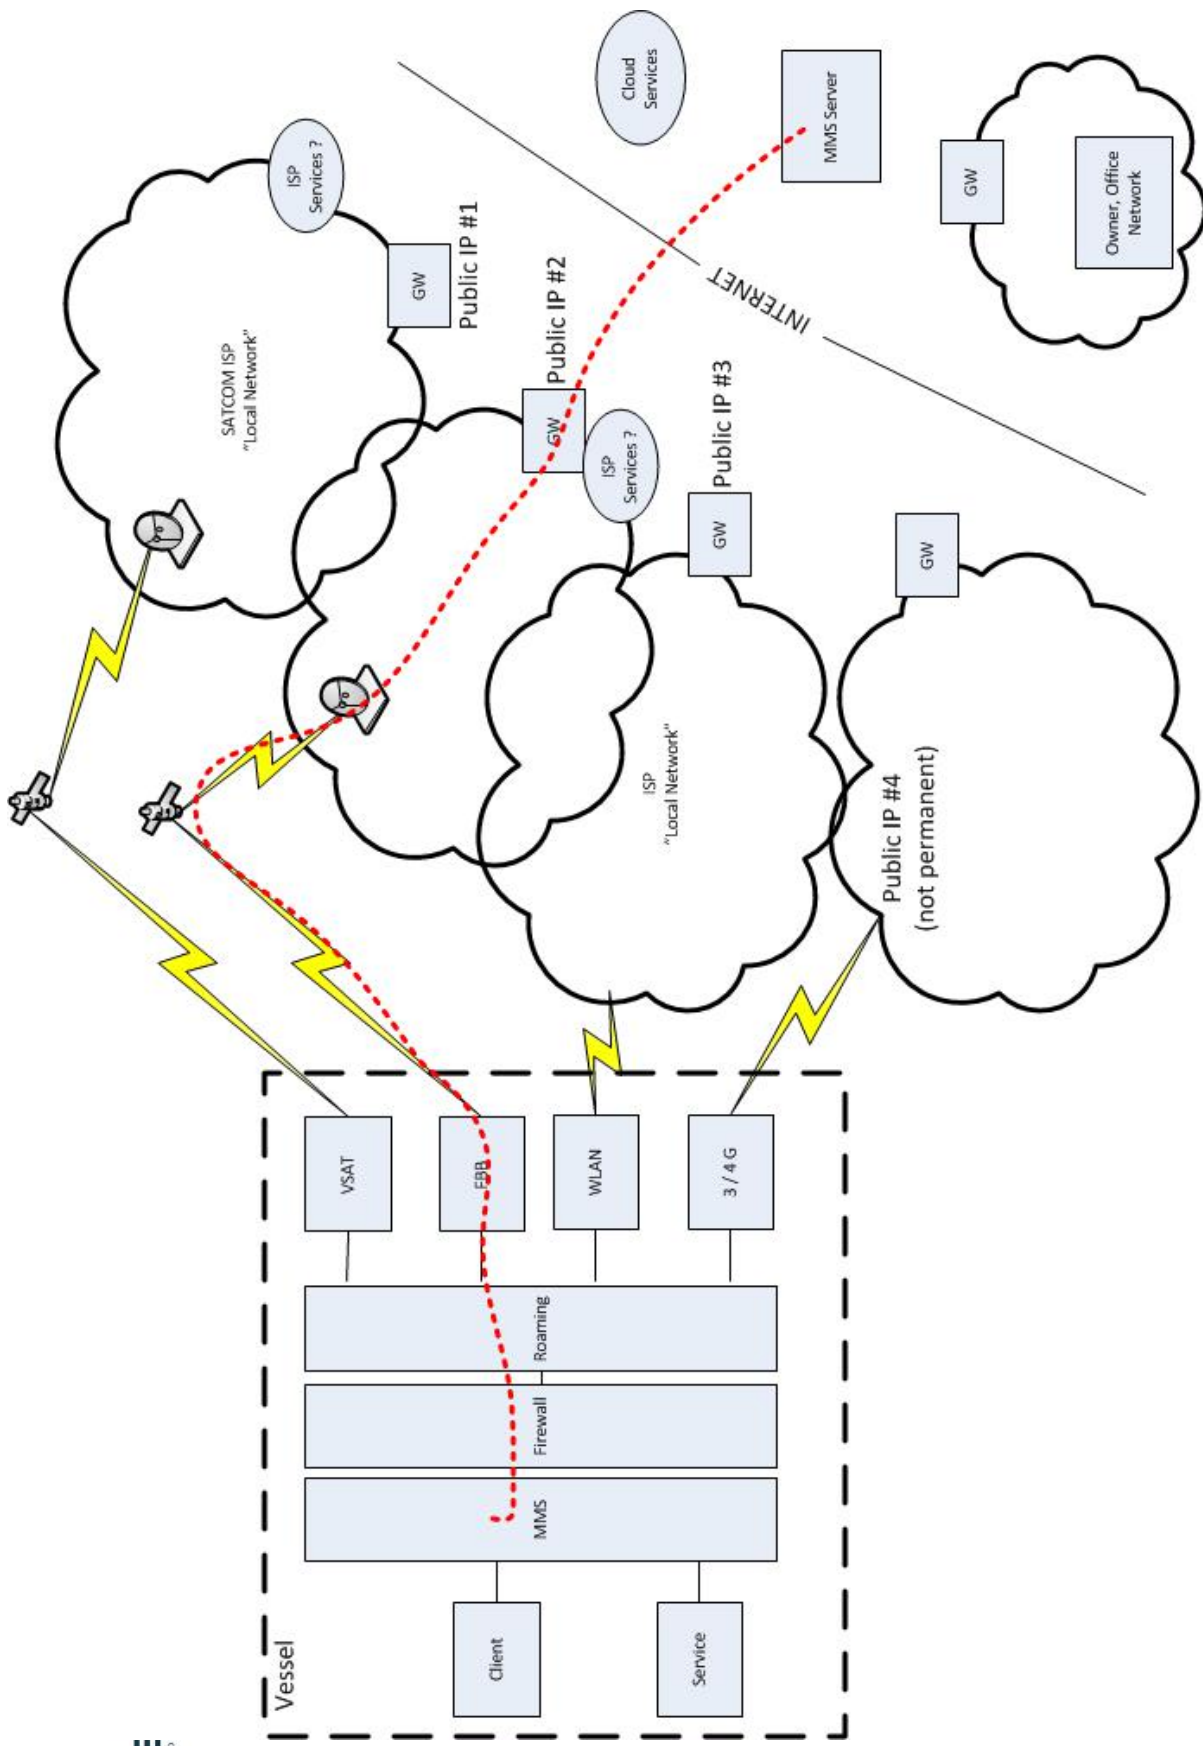 Vessel
Client
Service
MMS
Firewall
Roaming
VSAT
FBB
WLAN
3 / 4 G
SATCOM ISP
"Local Network"
ISP
Services ?
GW
Public IP #1
GW
Public IP #2
ISP
Services ?
ISP
"Local Network"
GW
Public IP #3
Public IP #4
(not permanent)
GW
INTERNET
Cloud
Services
MMS Server
GW
Owner, Office
Network